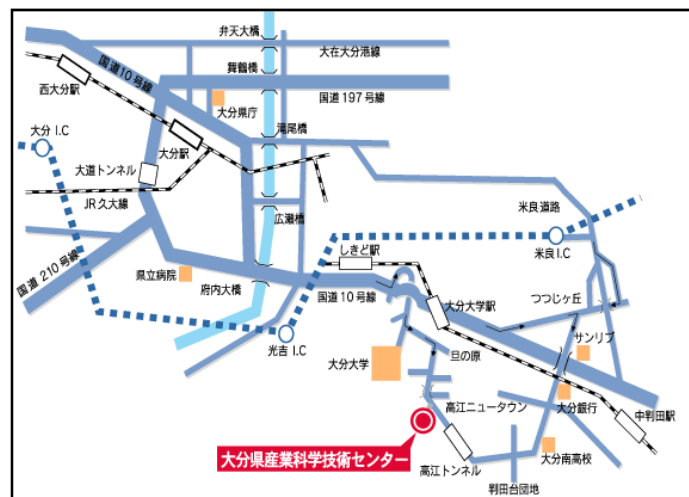 弁天大橋
大在大分港線
国道10号線
舞鶴橋
西大分駅
国道197号線
大分県庁
大分 I.C
滝尾橋
大分駅
大道トンネル
JR久大線
米良道路
広瀬橋
しきど駅
米良 I.C
国道 210号線
県立病院
府内大橋
国道10号線
大分大学駅
つつじヶ丘
光吉 I.C
サンリブ
大分大学
旦の原
高江ニュータウン
大分銀行
中判田駅
大分県産業科学技術センター
高江トンネル
大分南高校
判田台団地